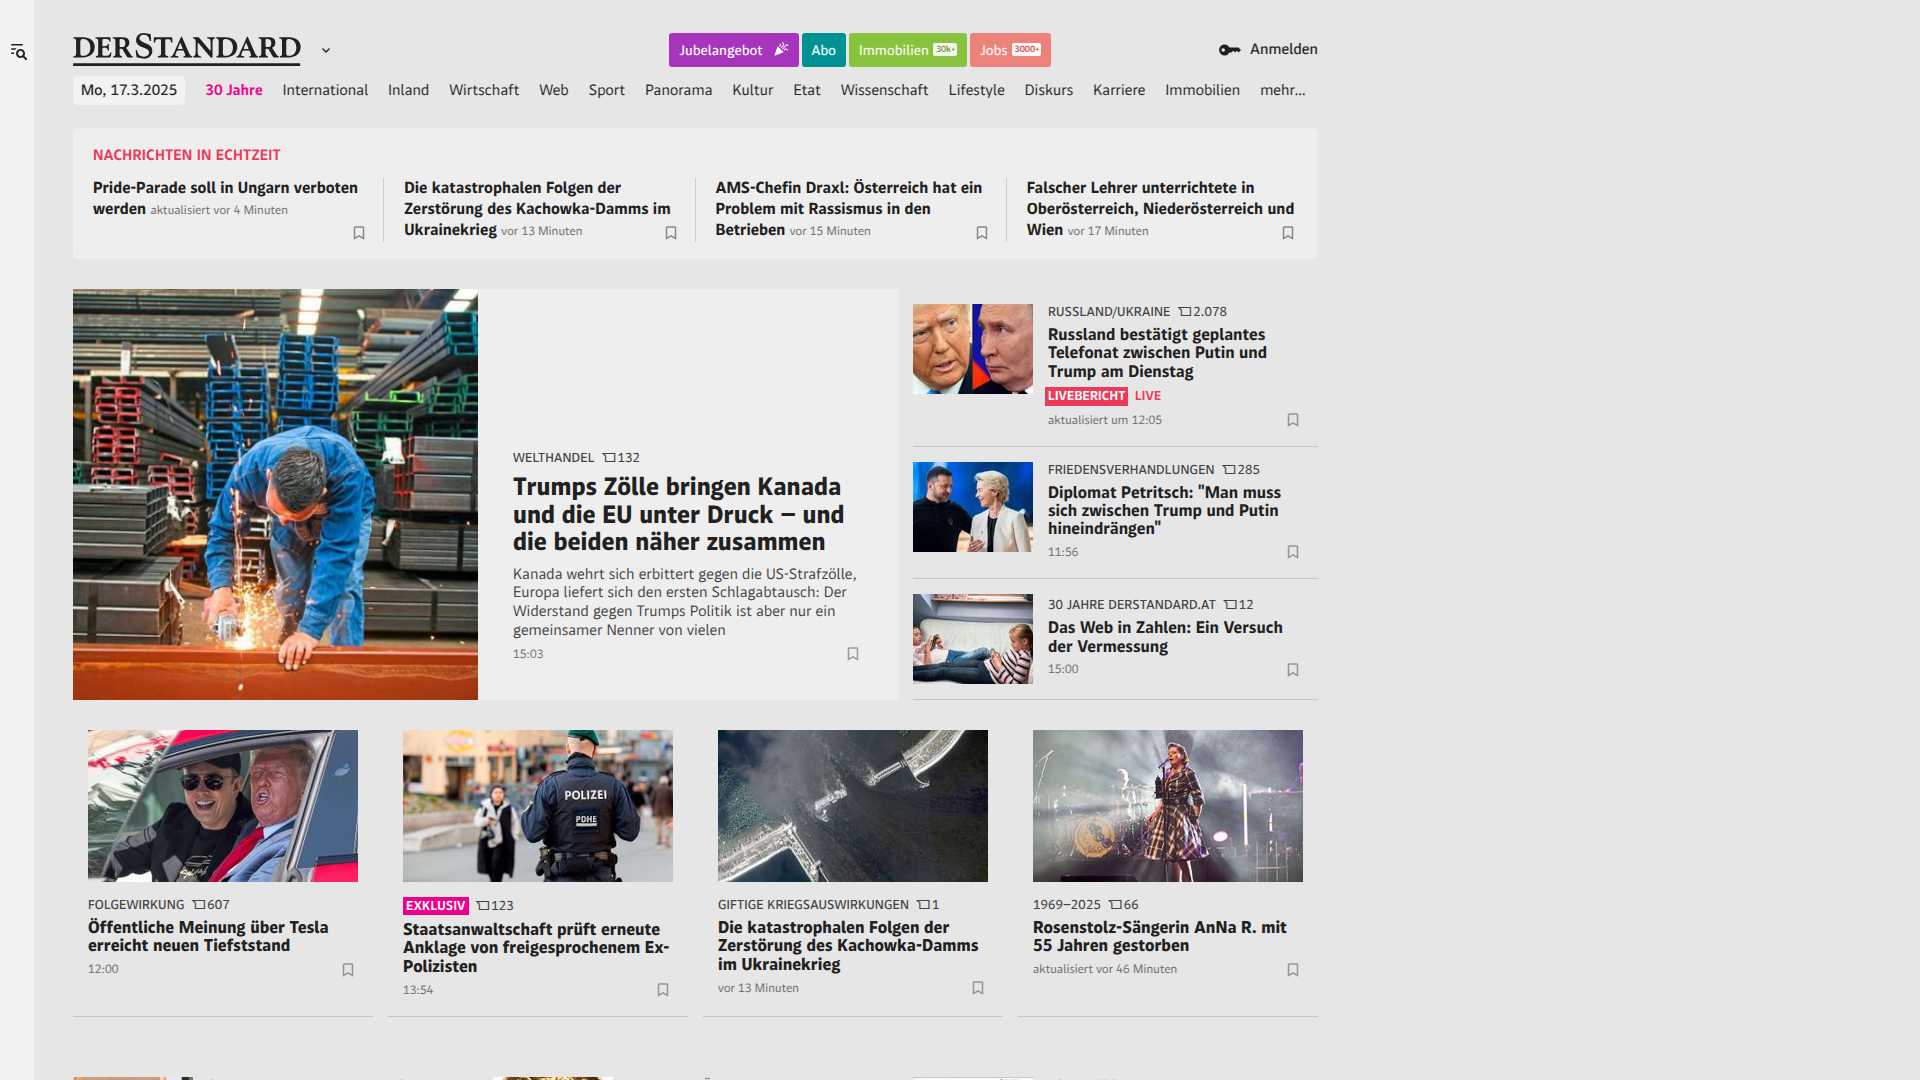 DERSTANDARD
Jubelangebot
Abo
Immobilien 30k+
Jobs 3000+
Anmelden
Mo, 17.3.2025
30 Jahre
International
Inland
Wirtschaft
Web
Sport
Panorama
Kultur
Etat
Wissenschaft
Lifestyle
Diskurs
Karriere
Immobilien
mehr...
NACHRICHTEN IN ECHTZEIT
Pride-Parade soll in Ungarn verboten
werden aktualisiert vor 4 Minuten
Die katastrophalen Folgen der
Zerstörung des Kachowka-Damms im
Ukrainekrieg vor 13 Minuten
AMS-Chefin Draxl: Österreich hat ein
Problem mit Rassismus in den
Betrieben vor 15 Minuten
Falscher Lehrer unterrichtete in
Oberösterreich, Niederösterreich und
Wien vor 17 Minuten
WELTHANDEL 132
Trumps Zölle bringen Kanada
und die EU unter Druck – und
die beiden näher zusammen
Kanada wehrt sich erbittert gegen die US-Strafzölle,
Europa liefert sich den ersten Schlagabtausch: Der
Widerstand gegen Trumps Politik ist aber nur ein
gemeinsamer Nenner von vielen
15:03
RUSSLAND/UKRAINE 2.078
Russland bestätigt geplantes
Telefonat zwischen Putin und
Trump am Dienstag
LIVEBERICHT LIVE
aktualisiert um 12:05
FRIEDENSVERHANDLUNGEN 285
Diplomat Petritsch: "Man muss
sich zwischen Trump und Putin
hineindrängen"
11:56
30 JAHRE DERSTANDARD.AT 12
Das Web in Zahlen: Ein Versuch
der Vermessung
15:00
FOLGEWIRKUNG 607
Öffentliche Meinung über Tesla
erreicht neuen Tiefststand
12:00
POLIZEI
PDHE
EXKLUSIV 123
Staatsanwaltschaft prüft erneute
Anklage von freigesprochenem Ex-
Polizisten
13:54
GIFTIGE KRIEGSAUSWIRKUNGEN 1
Die katastrophalen Folgen der
Zerstörung des Kachowka-Damms
im Ukrainekrieg
vor 13 Minuten
1969–2025 66
Rosenstolz-Sängerin AnNa R. mit
55 Jahren gestorben
aktualisiert vor 46 Minuten